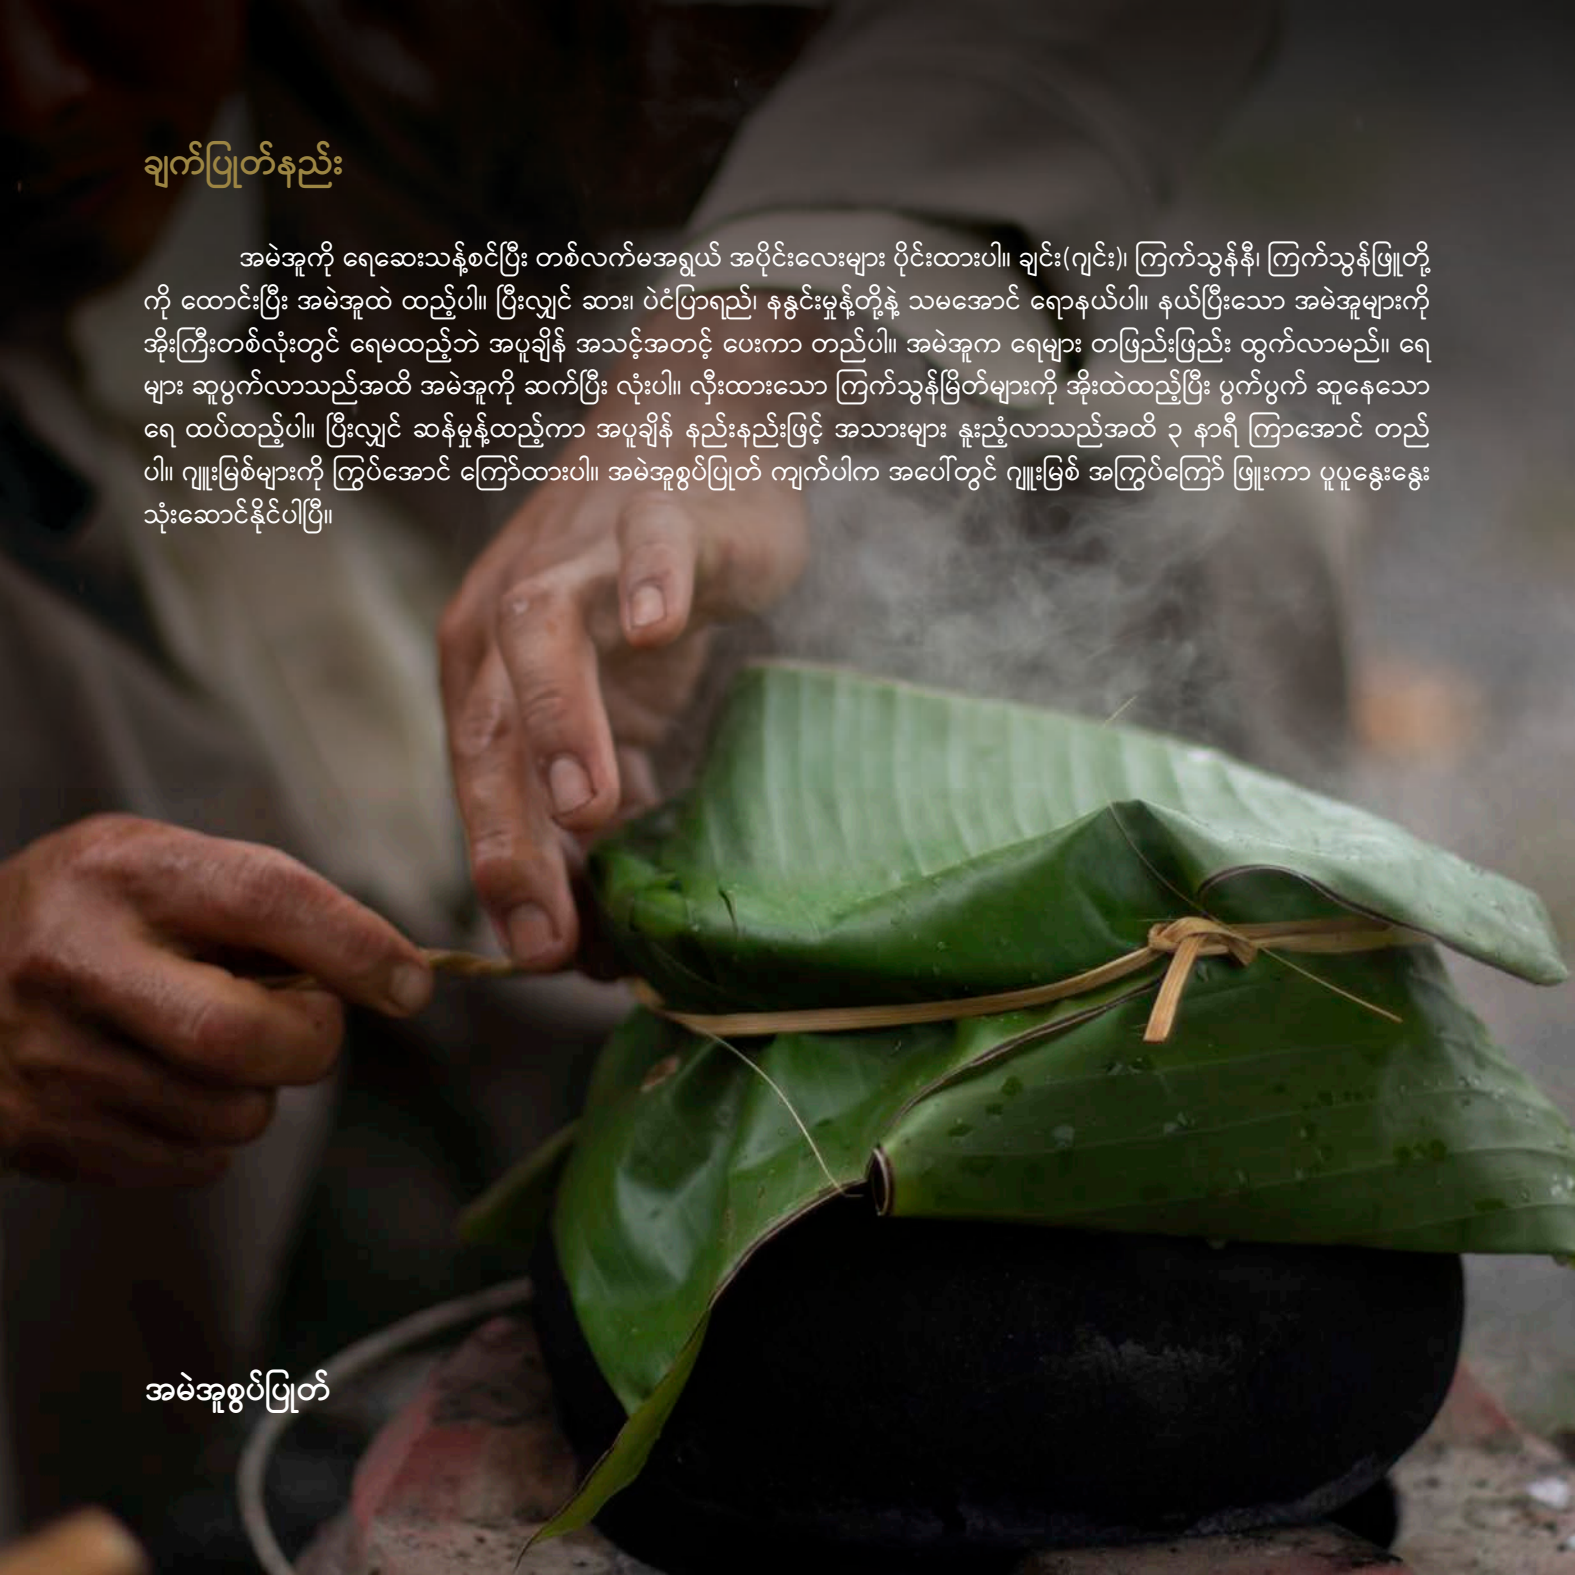 ချက်ပြုတ်နည်း
အမဲအူကို ရေဆေးသန့်စင်ပြီး တစ်လက်မအရွယ် အပိုင်းလေးများ ပိုင်းထားပါ။ ချင်း(ဂျင်း)၊ ကြက်သွန်နီ၊ ကြက်သွန်ဖြူတို့
ကို ထောင်းပြီး အမဲအူထဲ ထည့်ပါ။ ပြီးလျှင် ဆား၊ ပဲငံပြာရည်၊ နနွင်းမှုန့်တို့နဲ့ သမအောင် ရောနယ်ပါ။ နယ်ပြီးသော အမဲအူများကို
အိုးကြီးတစ်လုံးတွင် ရေမထည့်ဘဲ အပူချိန် အသင့်အတင့် ပေးကာ တည်ပါ။ အမဲအူက ရေများ တဖြည်းဖြည်း ထွက်လာမည်။ ရေ
များ ဆူပွက်လာသည်အထိ အမဲအူကို ဆက်ပြီး လုံးပါ။ လှီးထားသော ကြက်သွန်မြိတ်များကို အိုးထဲထည့်ပြီး ပွက်ပွက် ဆူနေသော
ရေ ထပ်ထည့်ပါ။ ပြီးလျှင် ဆန်မှုန့်ထည့်ကာ အပူချိန် နည်းနည်းဖြင့် အသားများ နူးညံ့လာသည်အထိ ၃ နာရီ ကြာအောင် တည်
ပါ။ ဂျူးမြစ်များကို ကြွပ်အောင် ကြော်ထားပါ။ အမဲအူစွပ်ပြုတ် ကျက်ပါက အပေါ်တွင် ဂျူးမြစ် အကြွပ်ကြော် ဖြူးကာ ပူပူနွေးနွေး
သုံးဆောင်နိုင်ပါပြီ။
အမဲအူစွပ်ပြုတ်